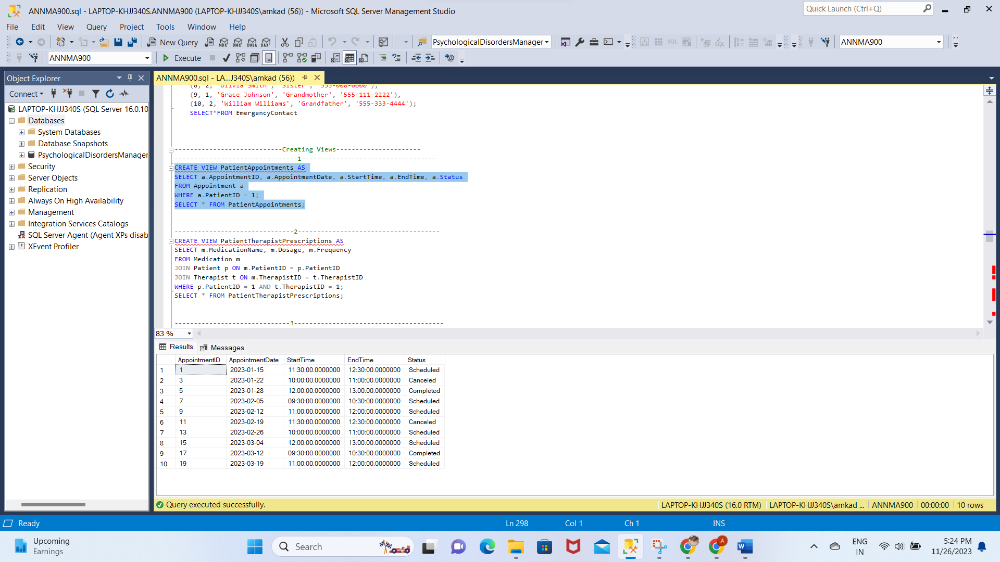 ANNMA900.sql - LAPTOP-KHJJ340S.ANNMA900 (LAPTOP-KHJJ340S\amkad (56)) - Microsoft SQL Server Management Studio
Quick Launch (Ctrl+Q)
File Edit View Query Project Tools Window Help
New Query
MDX DMX XMLA DAX
PsychologicalDisordersManager
SQL
ANNMA900
ANNMA900
Execute
Object Explorer
Connect
LAPTOP-KHJJ340S (SQL Server 16.0.10
Databases
System Databases
Database Snapshots
PsychologicalDisordersManager
Security
Server Objects
Replication
Always On High Availability
Management
Integration Services Catalogs
SQL Server Agent (Agent XPs disab
XEvent Profiler
ANNMA900.sql - LA...J340S\amkad (56))
(8, 2, 'Olivia Smith', 'Sister', '555-000-0000'),
(9, 1, 'Grace Johnson', 'Grandmother', '555-111-2222'),
(10, 2, 'William Williams', 'Grandfather', '555-333-4444');
SELECT*FROM EmergencyContact
----------------------------Creating Views----------------------
--------------------------------1-----------------------------------
CREATE VIEW PatientAppointments AS
SELECT a.AppointmentID, a.AppointmentDate, a.StartTime, a.EndTime, a.Status
FROM Appointment a
WHERE a.PatientID = 1;
SELECT * FROM PatientAppointments;
-------------------------------2-------------------------------------
CREATE VIEW PatientTherapistPrescriptions AS
SELECT m.MedicationName, m.Dosage, m.Frequency
FROM Medication m
JOIN Patient p ON m.PatientID = p.PatientID
JOIN Therapist t ON m.TherapistID = t.TherapistID
WHERE p.PatientID = 1 AND t.TherapistID = 1;
SELECT * FROM PatientTherapistPrescriptions;
------------------------------3---------------------------------------
83 %
Results Messages
AppointmentID AppointmentDate StartTime EndTime Status
1 1 2023-01-15 11:30:00.0000000 12:30:00.0000000 Scheduled
2 3 2023-01-22 10:00:00.0000000 11:00:00.0000000 Canceled
3 5 2023-01-28 12:00:00.0000000 13:00:00.0000000 Completed
4 7 2023-02-05 09:30:00.0000000 10:30:00.0000000 Scheduled
5 9 2023-02-12 11:00:00.0000000 12:00:00.0000000 Scheduled
6 11 2023-02-19 11:30:00.0000000 12:30:00.0000000 Canceled
7 13 2023-02-26 10:00:00.0000000 11:00:00.0000000 Scheduled
8 15 2023-03-04 12:00:00.0000000 13:00:00.0000000 Scheduled
9 17 2023-03-12 09:30:00.0000000 10:30:00.0000000 Completed
10 19 2023-03-19 11:00:00.0000000 12:00:00.0000000 Scheduled
Query executed successfully.
LAPTOP-KHJJ340S (16.0 RTM) LAPTOP-KHJJ340S\amkad ... ANNMA900 00:00:00 10 rows
Ready
Ln 298 Col 1 Ch 1 INS
Upcoming
Earnings
Search
A
W
ENG
IN
5:24 PM
11/26/2023